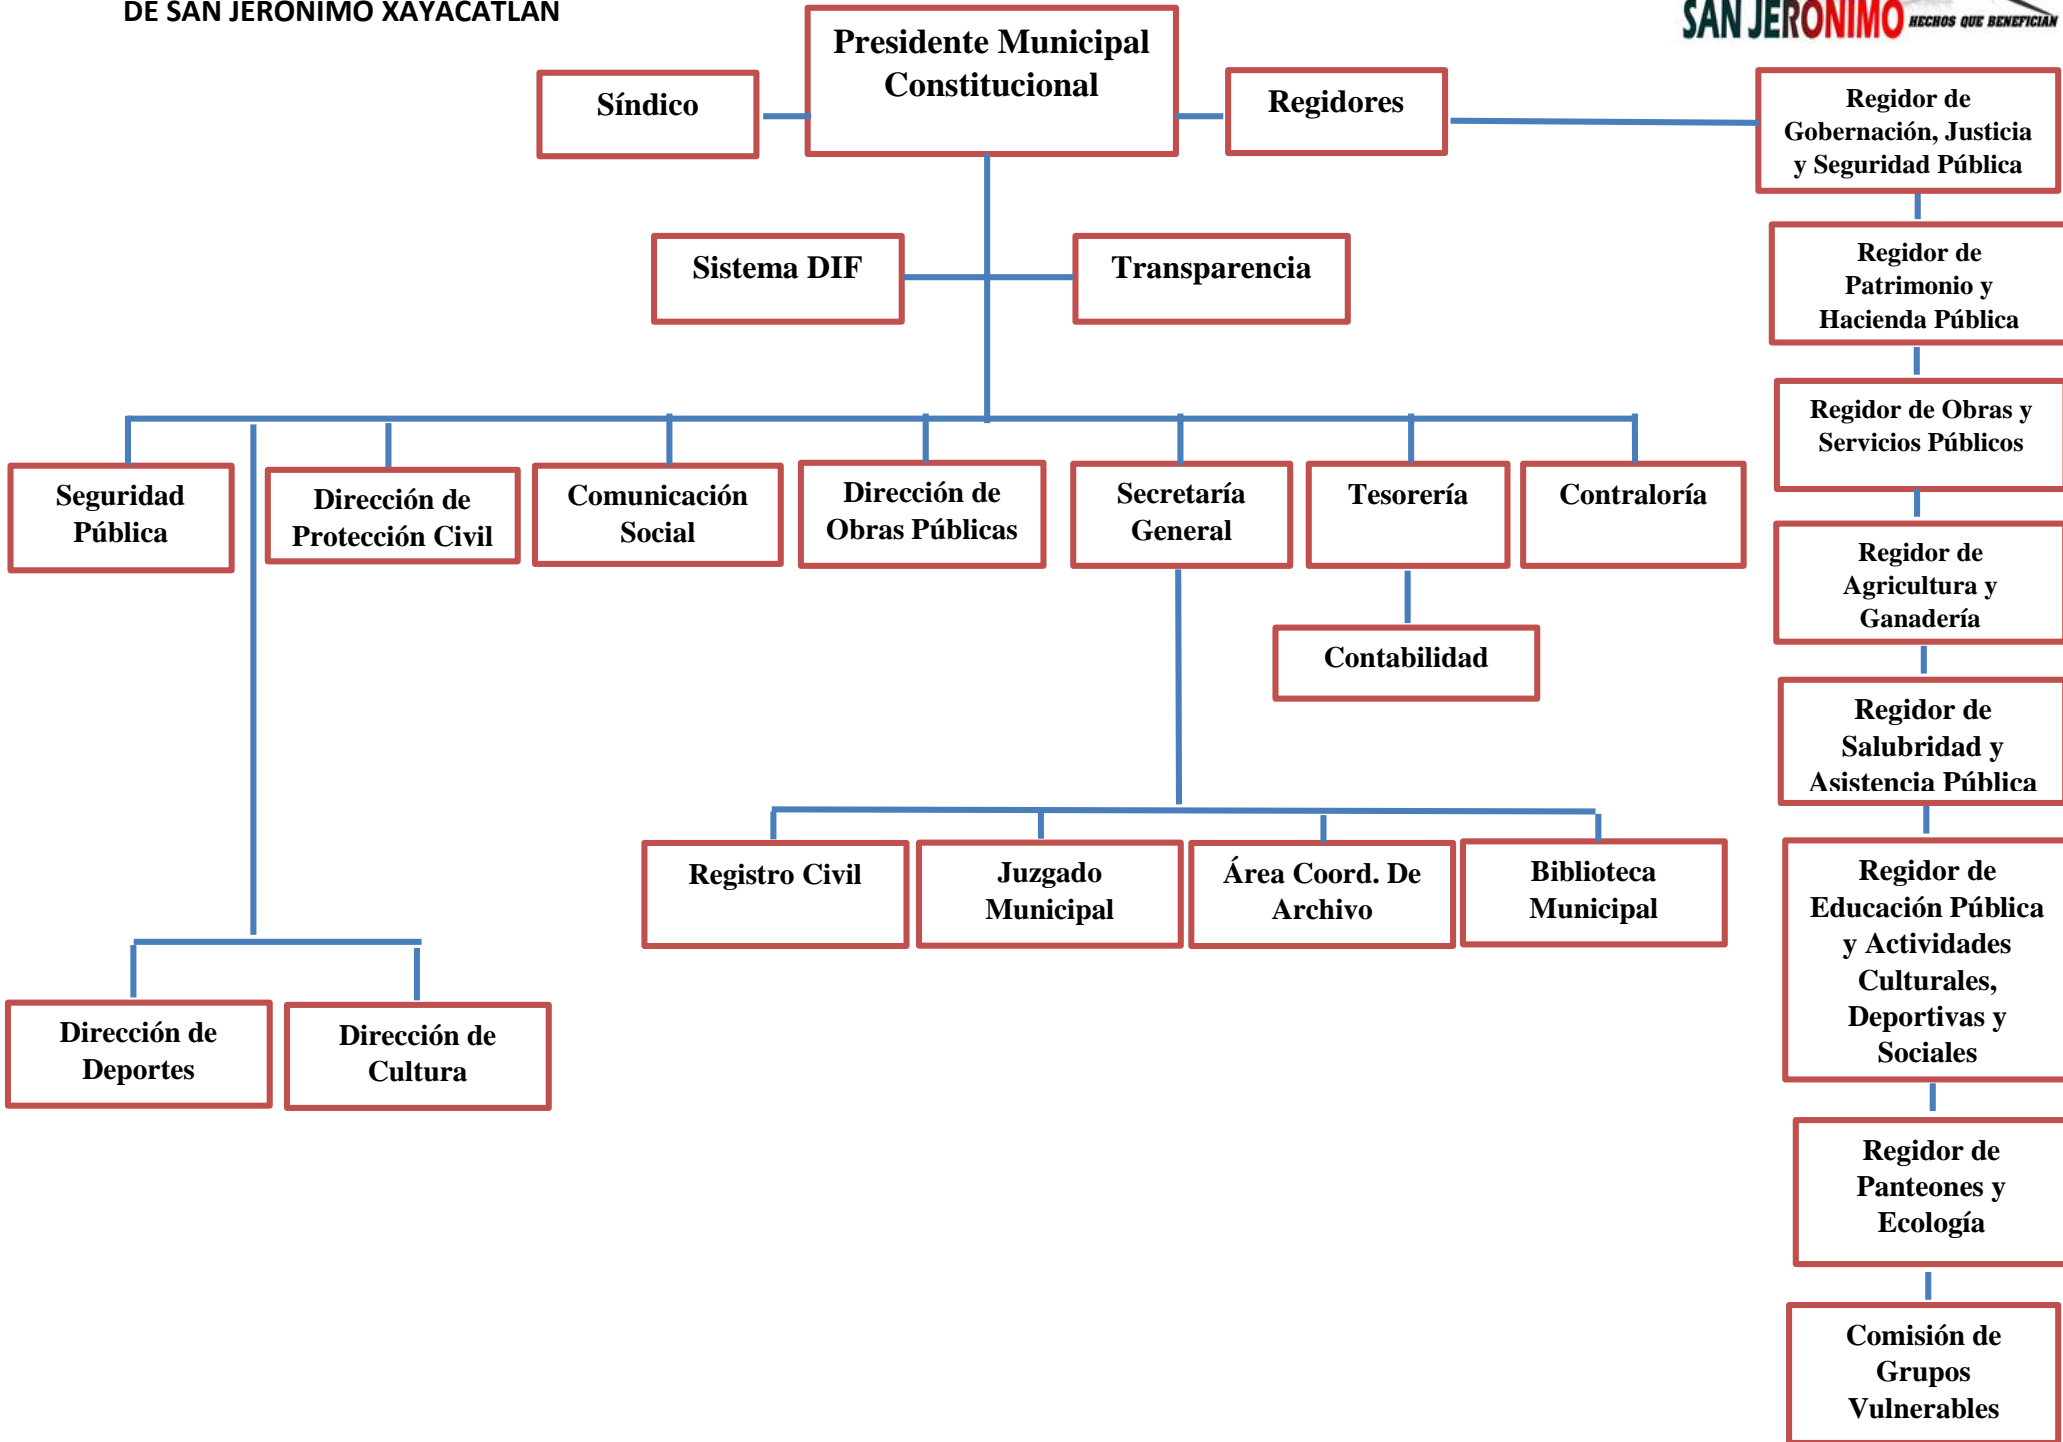 DE SAN JERONIMO XAYACATLAN
SAN JERONIMO HECHOS QUE BENEFICIAN
Presidente Municipal
Constitucional
Síndico
Regidores
Regidor de
Gobernación, Justicia
y Seguridad Pública
Sistema DIF
Transparencia
Regidor de
Patrimonio y
Hacienda Pública
Regidor de Obras y
Servicios Públicos
Seguridad
Pública
Dirección de
Protección Civil
Comunicación
Social
Dirección de
Obras Públicas
Secretaría
General
Tesorería
Contraloría
Regidor de
Agricultura y
Ganadería
Contabilidad
Regidor de
Salubridad y
Asistencia Pública
Registro Civil
Juzgado
Municipal
Área Coord. De
Archivo
Biblioteca
Municipal
Regidor de
Educación Pública
y Actividades
Culturales,
Deportivas y
Sociales
Dirección de
Deportes
Dirección de
Cultura
Regidor de
Panteones y
Ecología
Comisión de
Grupos
Vulnerables